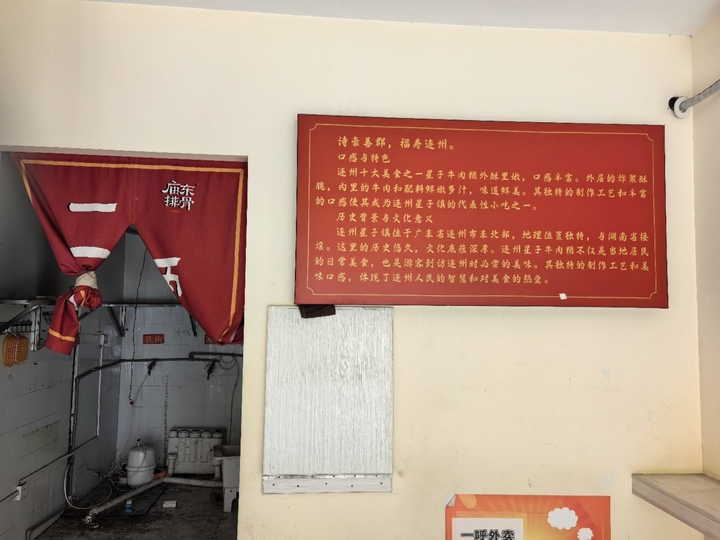 诗豪善郡，福寿连州。
口感与特色
连州十大美食之一星子牛肉糍外酥里嫩，口感丰富。外层的炸浆酥
脆，内里的牛肉和配料鲜嫩多汁，味道鲜美。其独特的制作工艺和丰富
的口感使其成为连州星子镇的代表性小吃之一。
历史背景与文化意义
连州星子镇位于广东省连州市东北部，地理位置独特，与湖南省接
壤。这里的历史悠久，文化底蕴深厚。连州星子牛肉糍不仅是当地居民
的日常美食，也是游客到访连州时必尝的美味。其独特的制作工艺和美
味口感，体现了连州人民的智慧和对美食的热爱。
庙东
排骨
一呼外卖